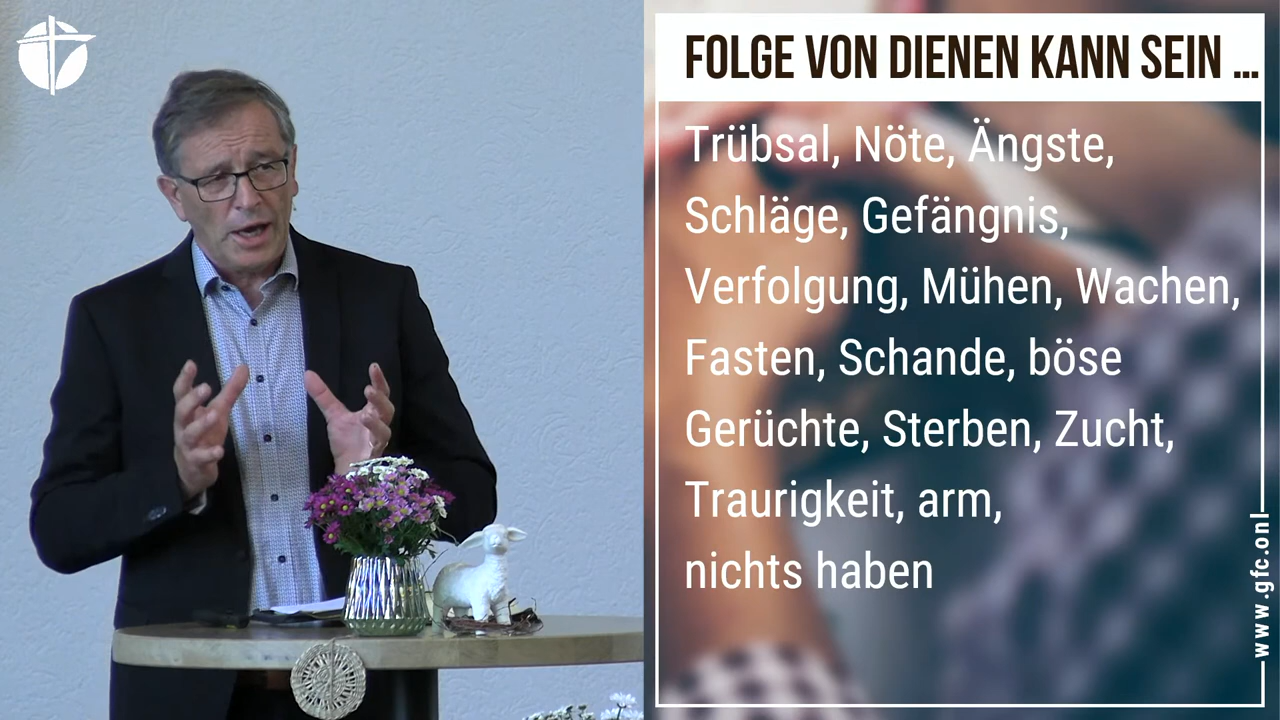 FOLGE VON DIENEN KANN SEIN ...
Trübsal, Nöte, Ängste,
Schläge, Gefängnis,
Verfolgung, Mühen, Wachen,
Fasten, Schande, böse
Gerüchte, Sterben, Zucht,
Traurigkeit, arm,
nichts haben
www.gfc.onl